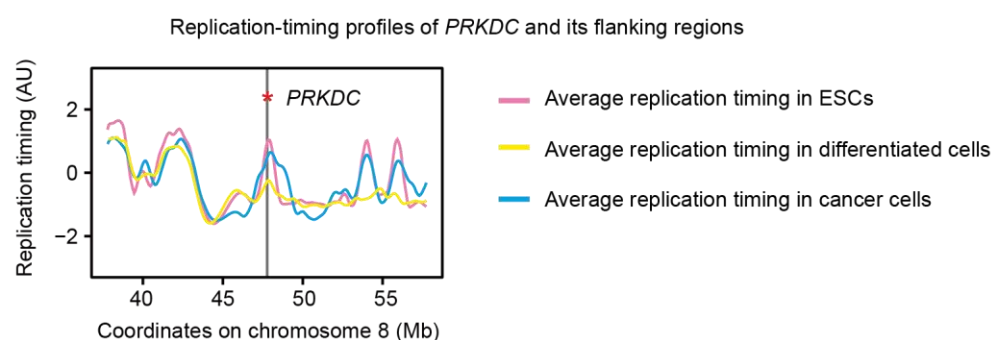 Replication-timing profiles of PRKDC and its flanking regions
Replication timing (AU)
2
0
−2
* PRKDC
40 45 50 55
Coordinates on chromosome 8 (Mb)
Average replication timing in ESCs
Average replication timing in differentiated cells
Average replication timing in cancer cells